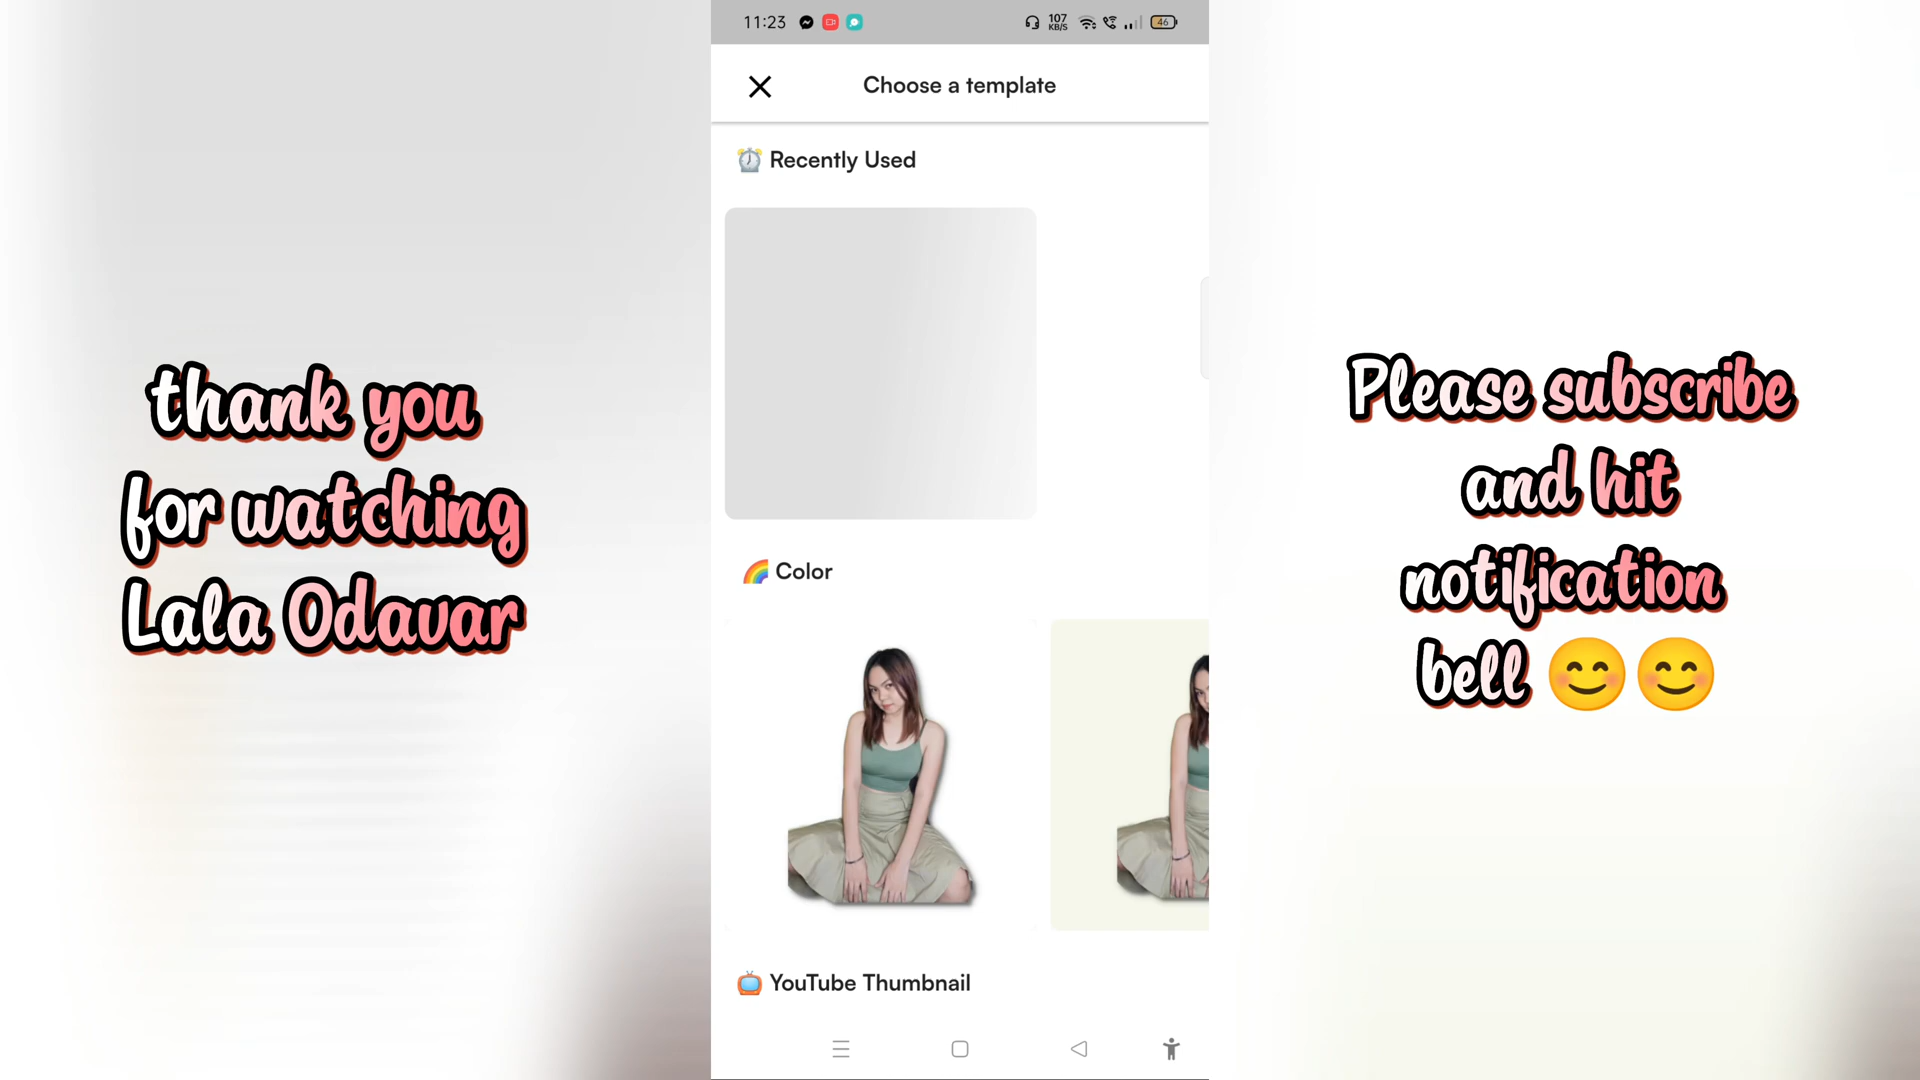 11:23
107
KB/S
46
Choose a template
Recently Used
Color
YouTube Thumbnail
thank you
for watching
Lala Odavar
Please subscribe
and hit
notification
bell 😊😊